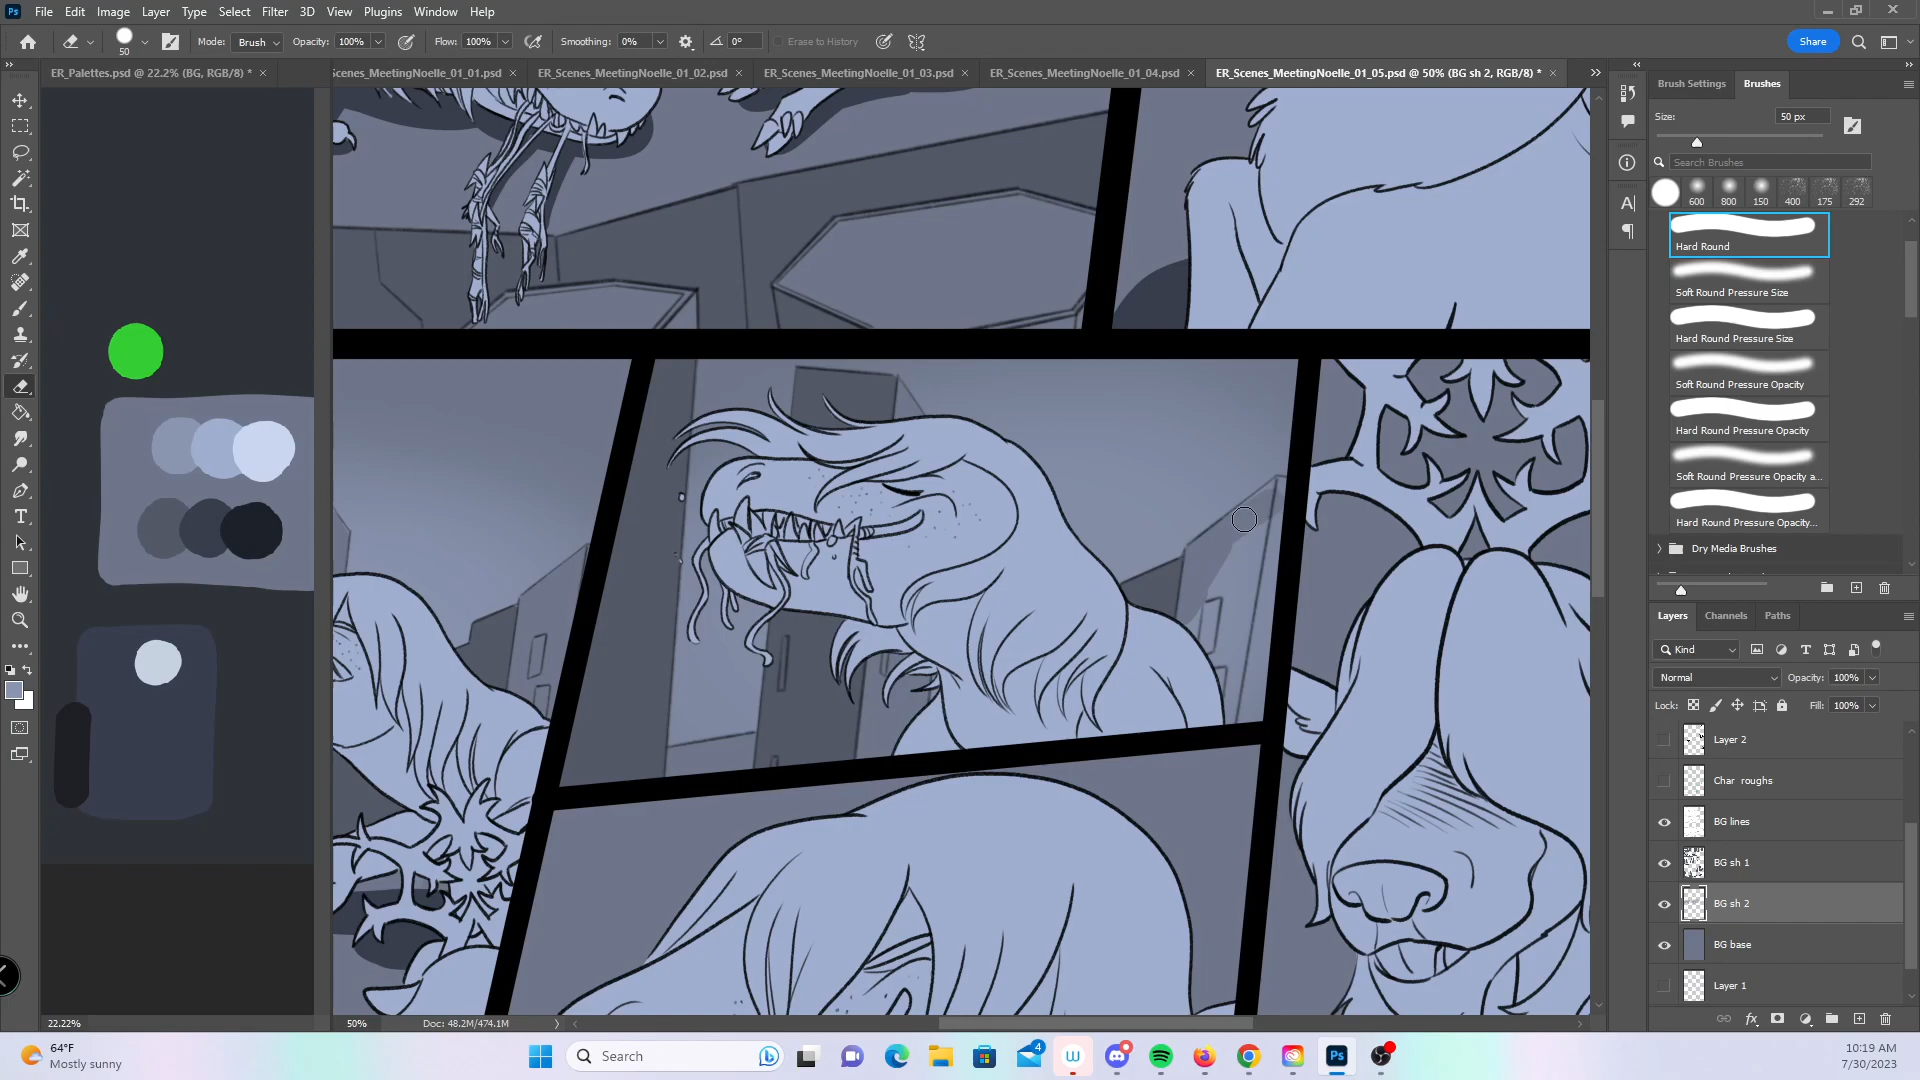 Ps File Edit Image Layer Type Select Filter 3D View Plugins Window Help
50 Mode: Brush Opacity: 100% Flow: 100% Smoothing: 0% 0° Erase to History Share
ER_Palettes.psd @ 22.2% (BG, RGB/8) * Scenes_MeetingNoelle_01_01.psd ER_Scenes_MeetingNoelle_01_02.psd ER_Scenes_MeetingNoelle_01_03.psd ER_Scenes_MeetingNoelle_01_04.psd ER_Scenes_MeetingNoelle_01_05.psd @ 50% (BG sh 2, RGB/8) *
Brush Settings Brushes
Size: 50 px
Search Brushes
600 800 150 400 175 292
Hard Round
Soft Round Pressure Size
Hard Round Pressure Size
Soft Round Pressure Opacity
Hard Round Pressure Opacity
Soft Round Pressure Opacity a...
Hard Round Pressure Opacity...
Dry Media Brushes
Layers Channels Paths
Kind
Normal Opacity: 100%
Lock: Fill: 100%
Layer 2
Char roughs
BG lines
BG sh 1
BG sh 2
BG base
Layer 1
22.22% 50% Doc: 48.2M/474.1M
64°F
Mostly sunny
Search
4
Ps
10:19 AM
7/30/2023